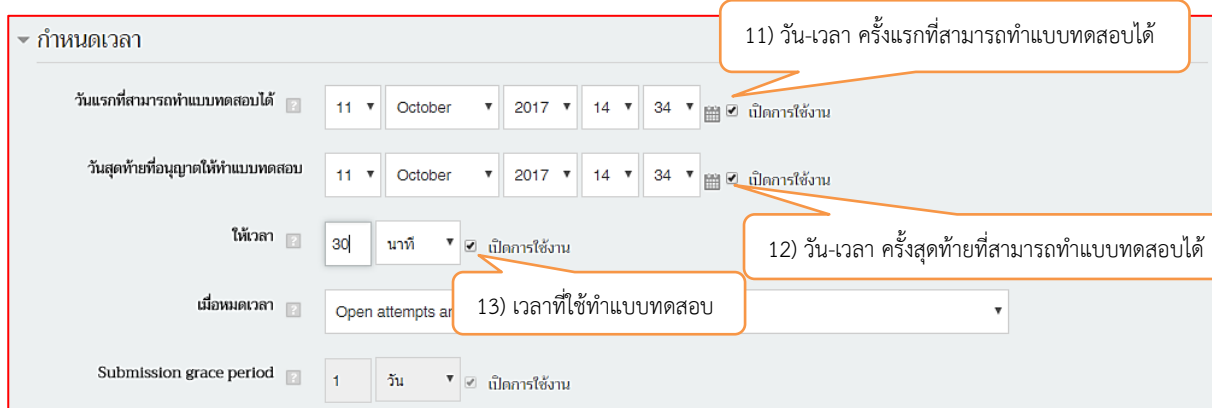 11) วัน-เวลา ครั้งแรกที่สามารถทำแบบทดสอบได้
กำหนดเวลา
วันแรกที่สามารถทำแบบทดสอบได้ 11 October 2017 14 34 เปิดการใช้งาน
วันสุดท้ายที่อนุญาตให้ทำแบบทดสอบ 11 October 2017 14 34 เปิดการใช้งาน
12) วัน-เวลา ครั้งสุดท้ายที่สามารถทำแบบทดสอบได้
ให้เวลา 30 นาที เปิดการใช้งาน
13) เวลาที่ใช้ทำแบบทดสอบ
เมื่อหมดเวลา Open attempts
Submission grace period 1 วัน เปิดการใช้งาน